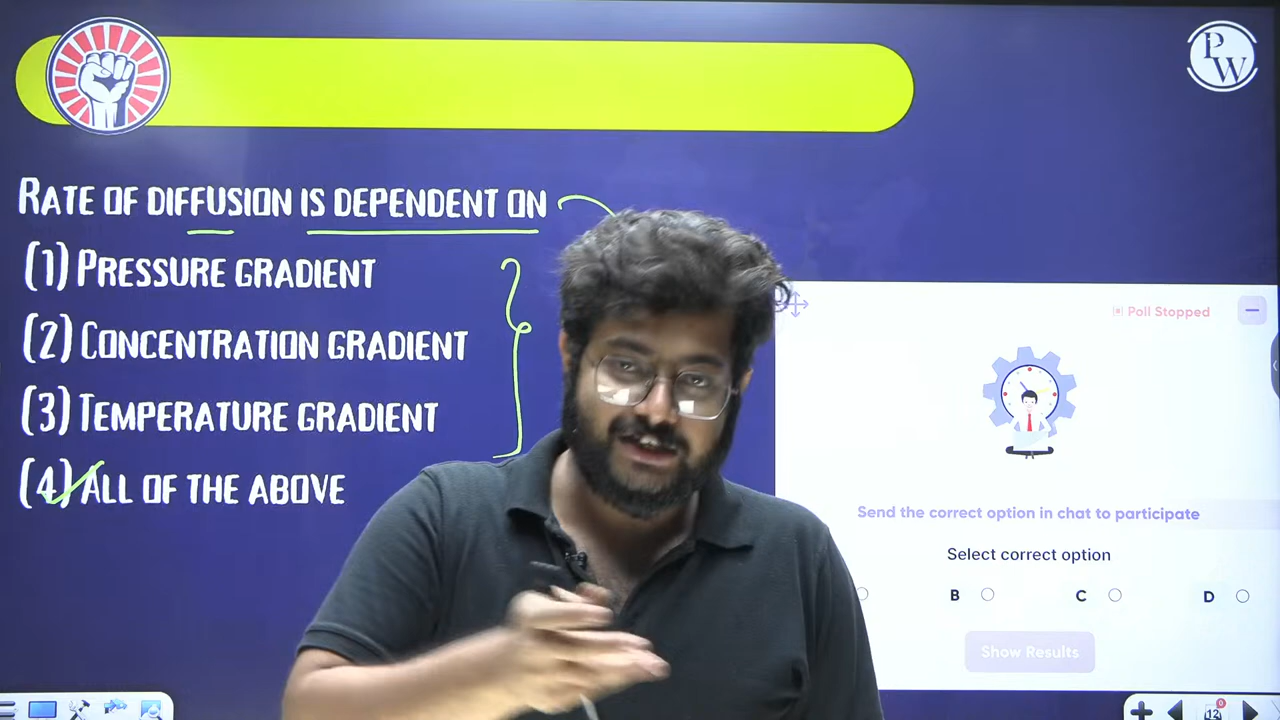 PW
RATE OF DIFFUSION IS DEPENDENT ON
(1) PRESSURE GRADIENT
(2) CONCENTRATION GRADIENT
(3) TEMPERATURE GRADIENT
(4) ALL OF THE ABOVE
Poll Stopped
Send the correct option in chat to participate
Select correct option
B C D
Show Results
12